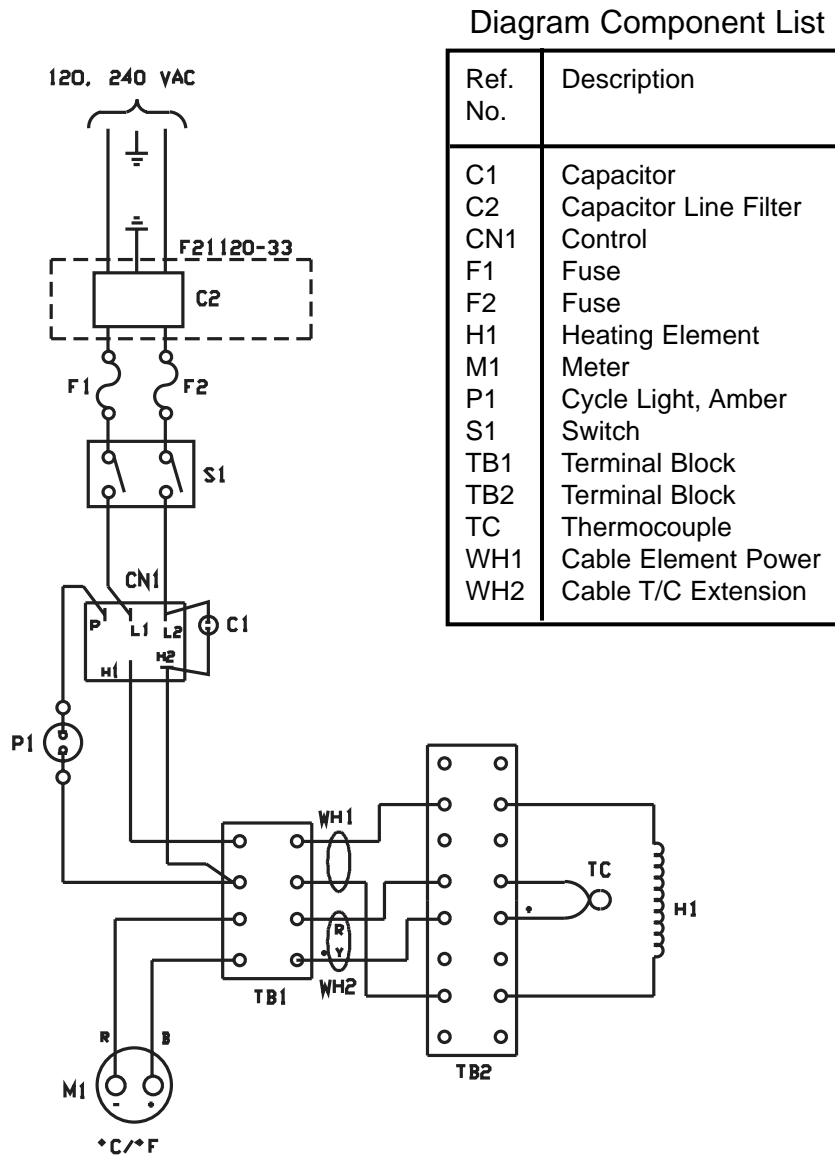 Diagram Component List
Ref. No. Description
C1 Capacitor
C2 Capacitor Line Filter
CN1 Control
F1 Fuse
F2 Fuse
H1 Heating Element
M1 Meter
P1 Cycle Light, Amber
S1 Switch
TB1 Terminal Block
TB2 Terminal Block
TC Thermocouple
WH1 Cable Element Power
WH2 Cable T/C Extension
120, 240 VAC
F21120-33
C2
F1 F2
S1
CN1
P L1 L2 C1
H1 H2
P1
WH1
TC
H1
R
+ Y
+
TB1 WH2
R B
TB2
M1
- +
°C/°F